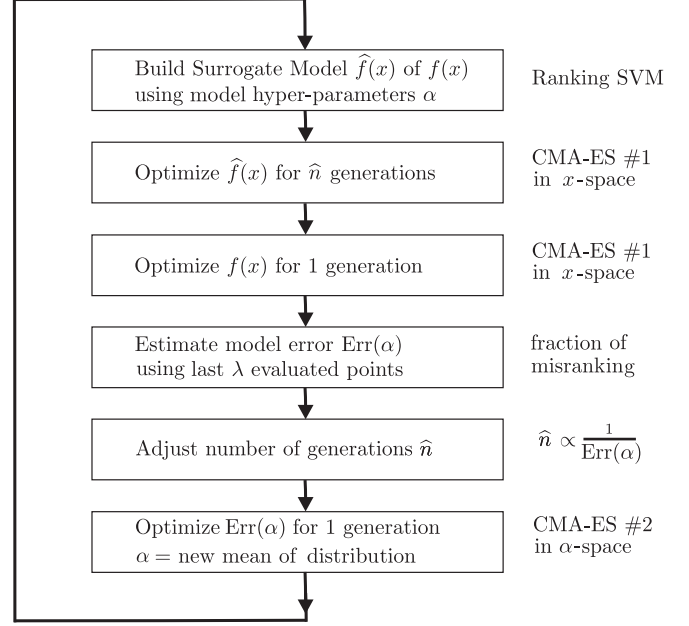 Build Surrogate Model f̂(x) of f(x)
using model hyper-parameters α
Ranking SVM
Optimize f̂(x) for n̂ generations
CMA-ES #1
in x-space
Optimize f(x) for 1 generation
CMA-ES #1
in x-space
Estimate model error Err(α)
using last λ evaluated points
fraction of
misranking
Adjust number of generations n̂
n̂ ∝ 1/Err(α)
Optimize Err(α) for 1 generation
α = new mean of distribution
CMA-ES #2
in α-space